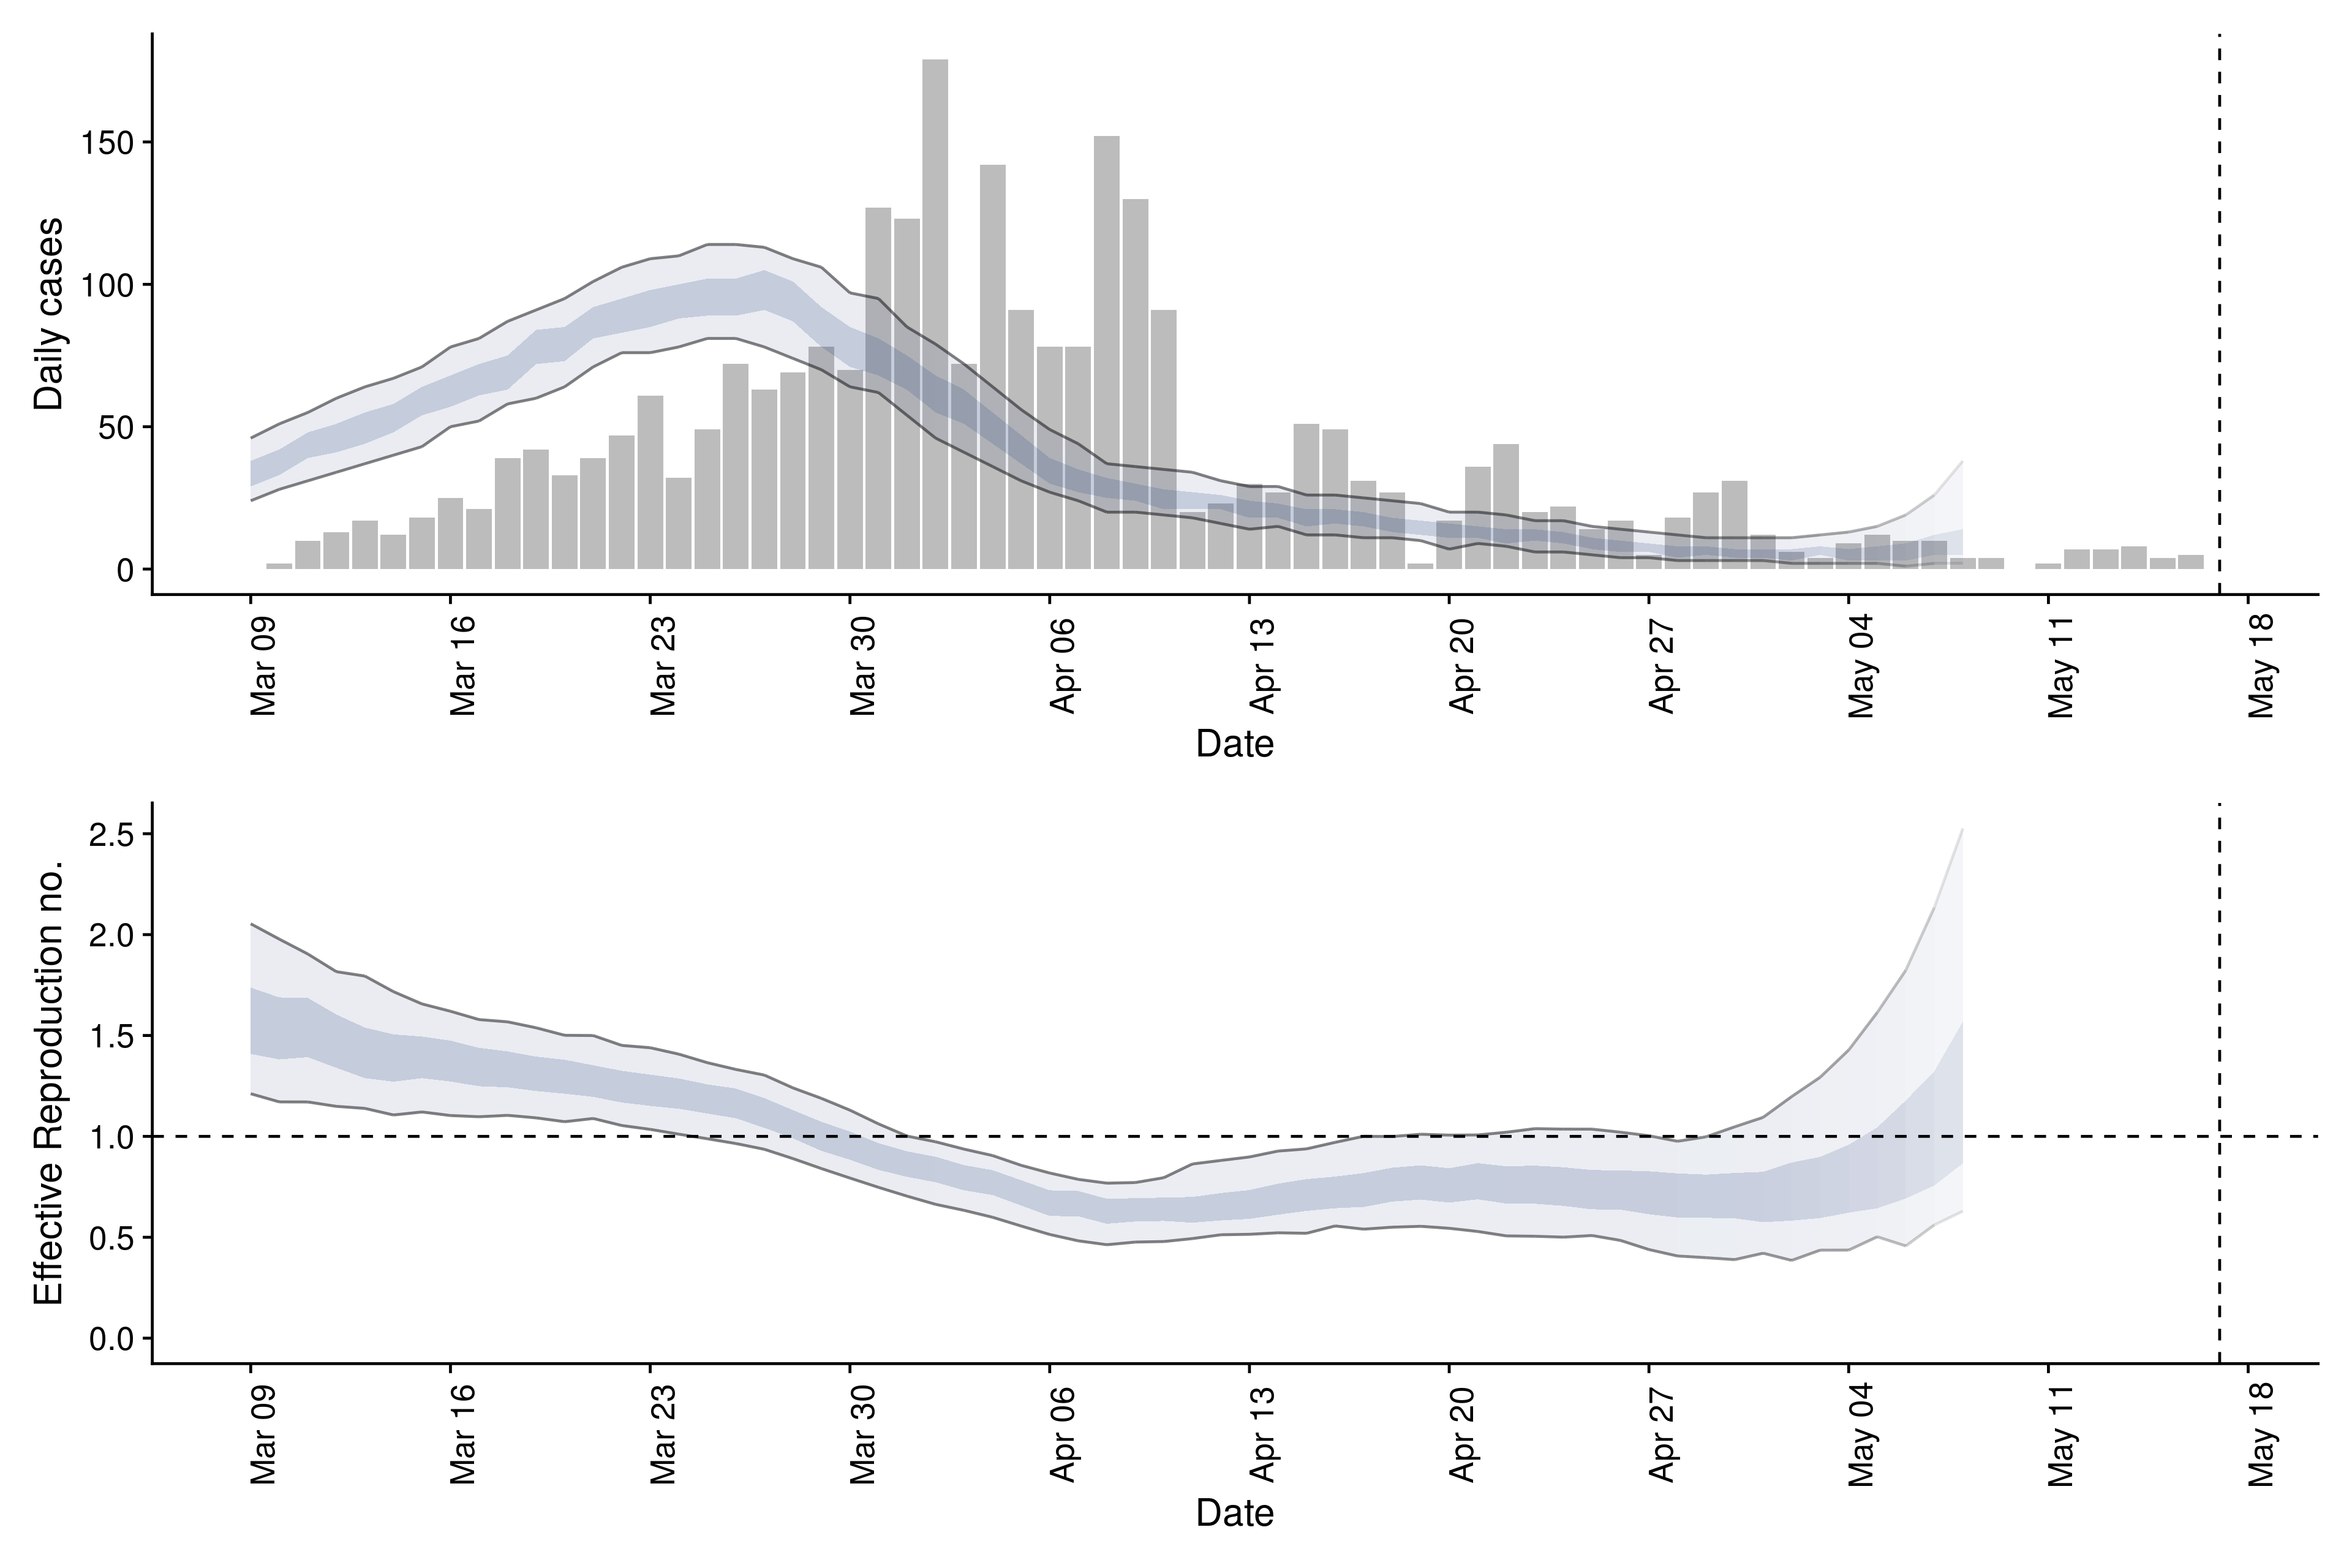 Daily cases
150
100
50
0
Mar 09
Mar 16
Mar 23
Mar 30
Apr 06
Apr 13
Apr 20
Apr 27
May 04
May 11
May 18
Date
Effective Reproduction no.
2.5
2.0
1.5
1.0
0.5
0.0
Mar 09
Mar 16
Mar 23
Mar 30
Apr 06
Apr 13
Apr 20
Apr 27
May 04
May 11
May 18
Date